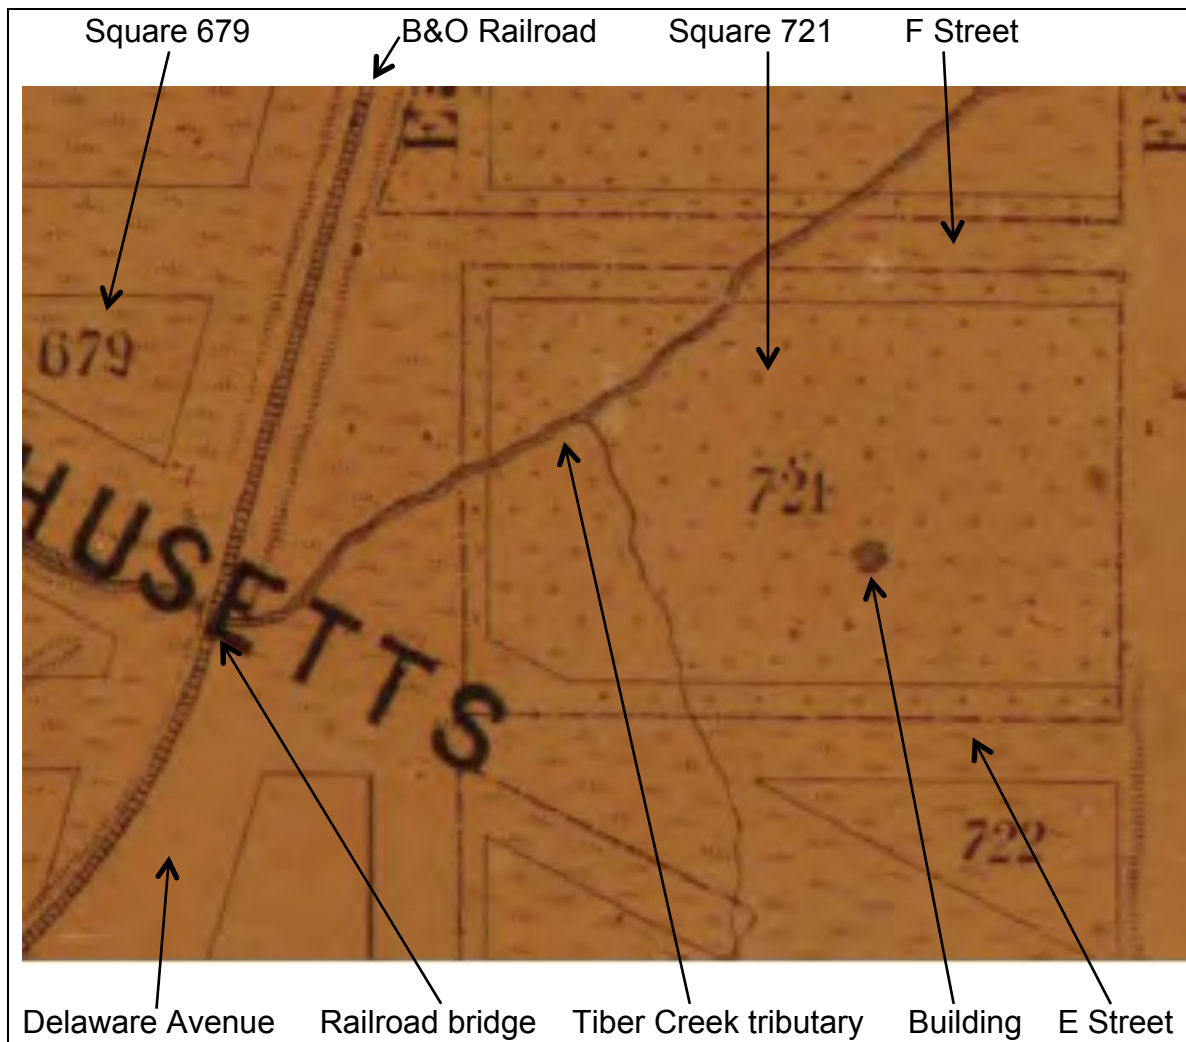 Square 679
B&O Railroad
Square 721
F Street
679
HUSETTS
721
722
Delaware Avenue
Railroad bridge
Tiber Creek tributary
Building
E Street